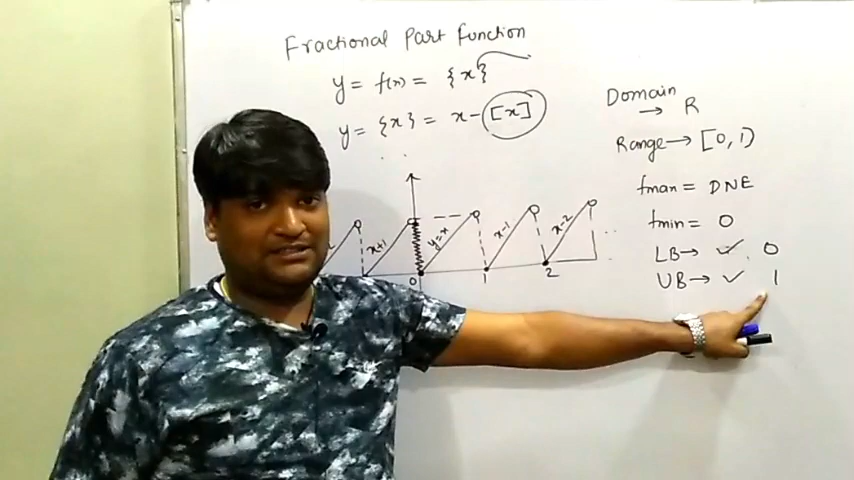 Fractional Part Function
y = f(x) = {x}
y = {x} = x - [x]
Domain → R
Range → [0, 1)
fmax = DNE
fmin = 0
LB → ✓ 0
UB → ✓ 1
x+1
y=x
x-1
x-2
0
1
2